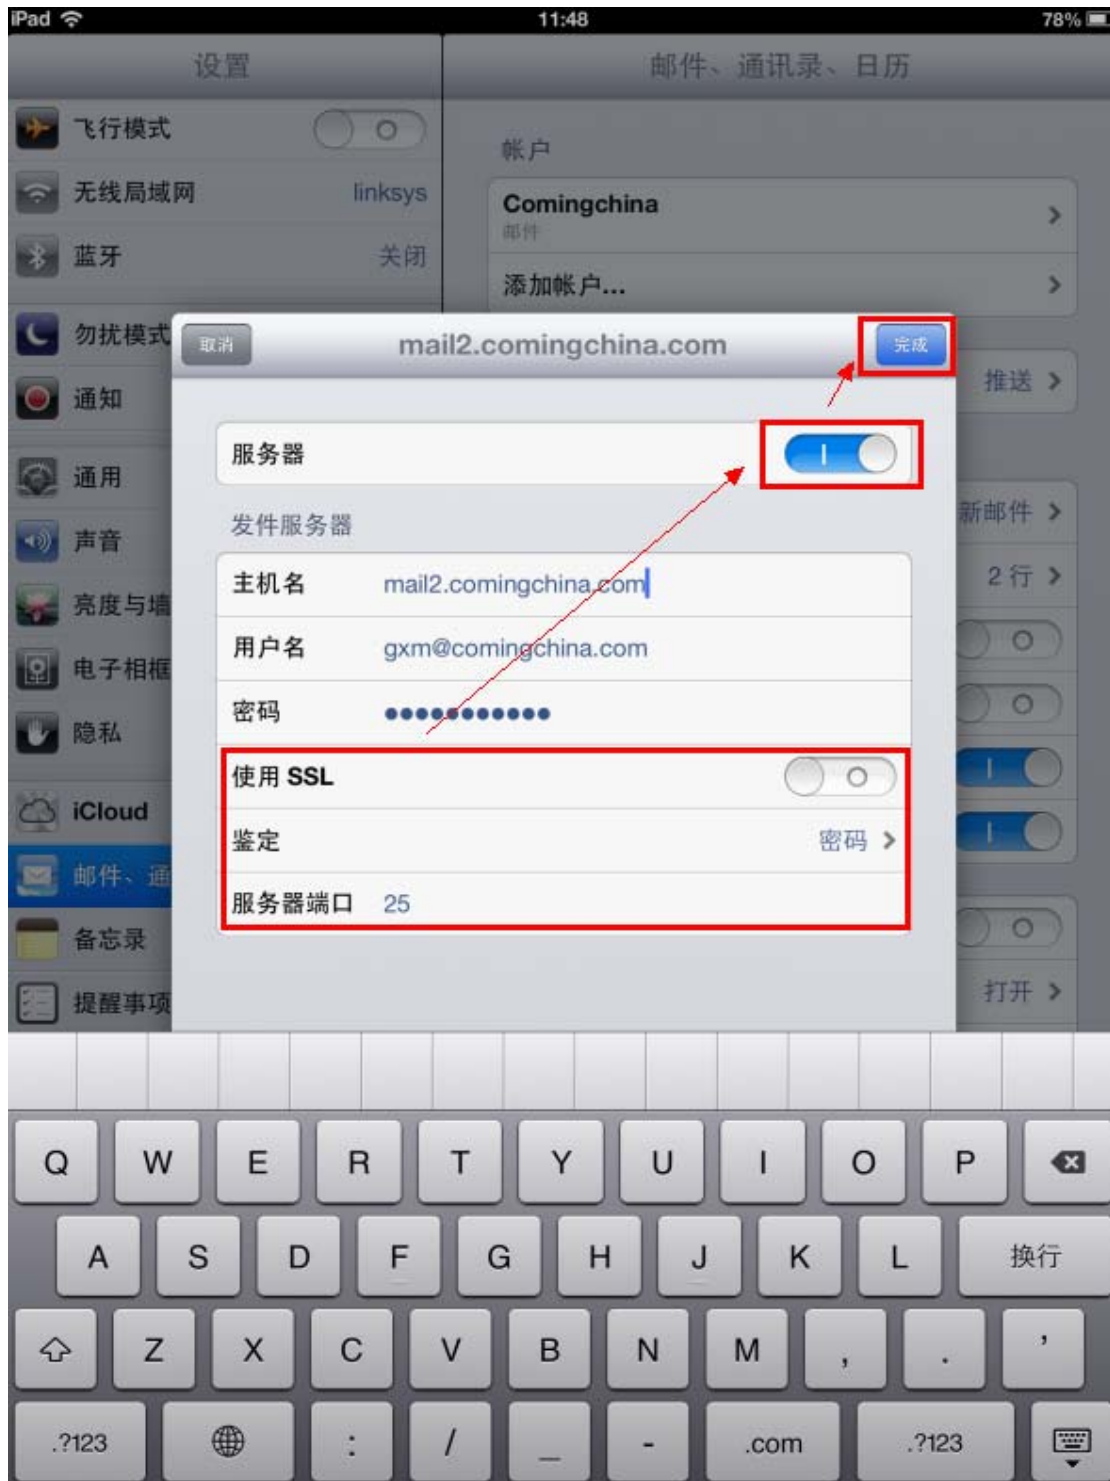 iPad 11:48 78%
设置
邮件、通讯录、日历
飞行模式
无线局域网 linksys
蓝牙 关闭
勿扰模式
通知
通用
声音
亮度与墙
电子相框
隐私
iCloud
邮件、通
备忘录
提醒事项
帐户
Comingchina
邮件
添加帐户...
推送
新邮件
2 行
打开
取消 mail2.comingchina.com 完成
服务器
发件服务器
主机名 mail2.comingchina.com
用户名 gxm@comingchina.com
密码 ●●●●●●●●●●●
使用 SSL
鉴定 密码
服务器端口 25
Q W E R T Y U I O P
A S D F G H J K L 换行
Z X C V B N M , . ’
.?123 : / _ - .com .?123